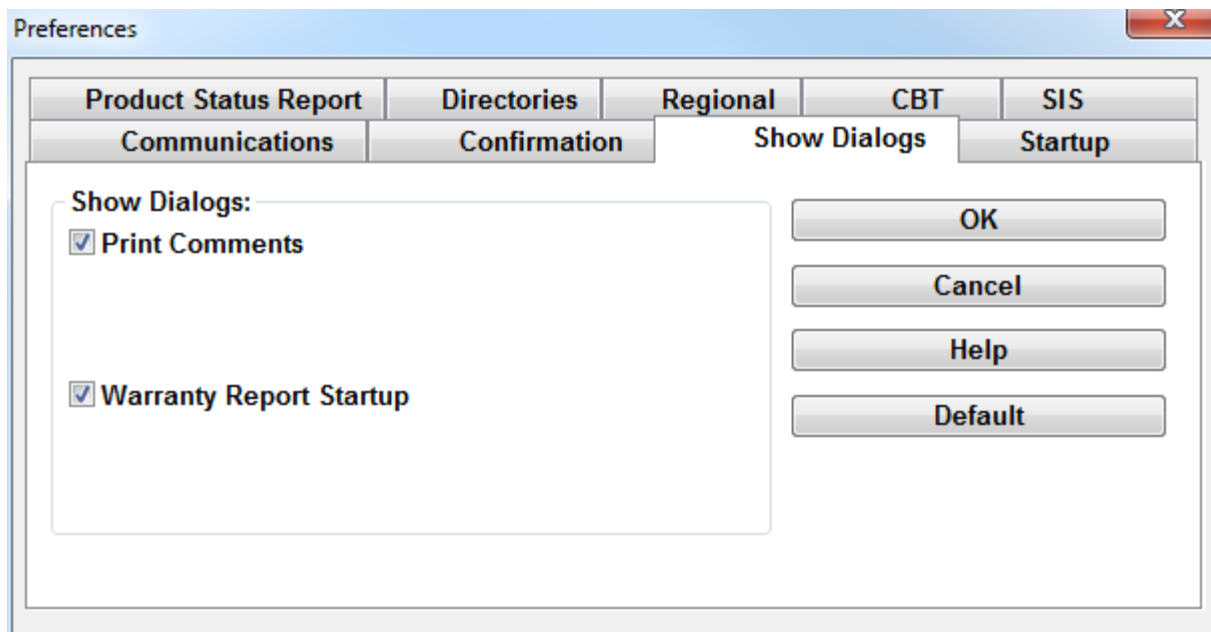 Preferences
Product Status Report Directories Regional CBT SIS
Communications Confirmation Show Dialogs Startup
Show Dialogs:
Print Comments
Warranty Report Startup
OK
Cancel
Help
Default